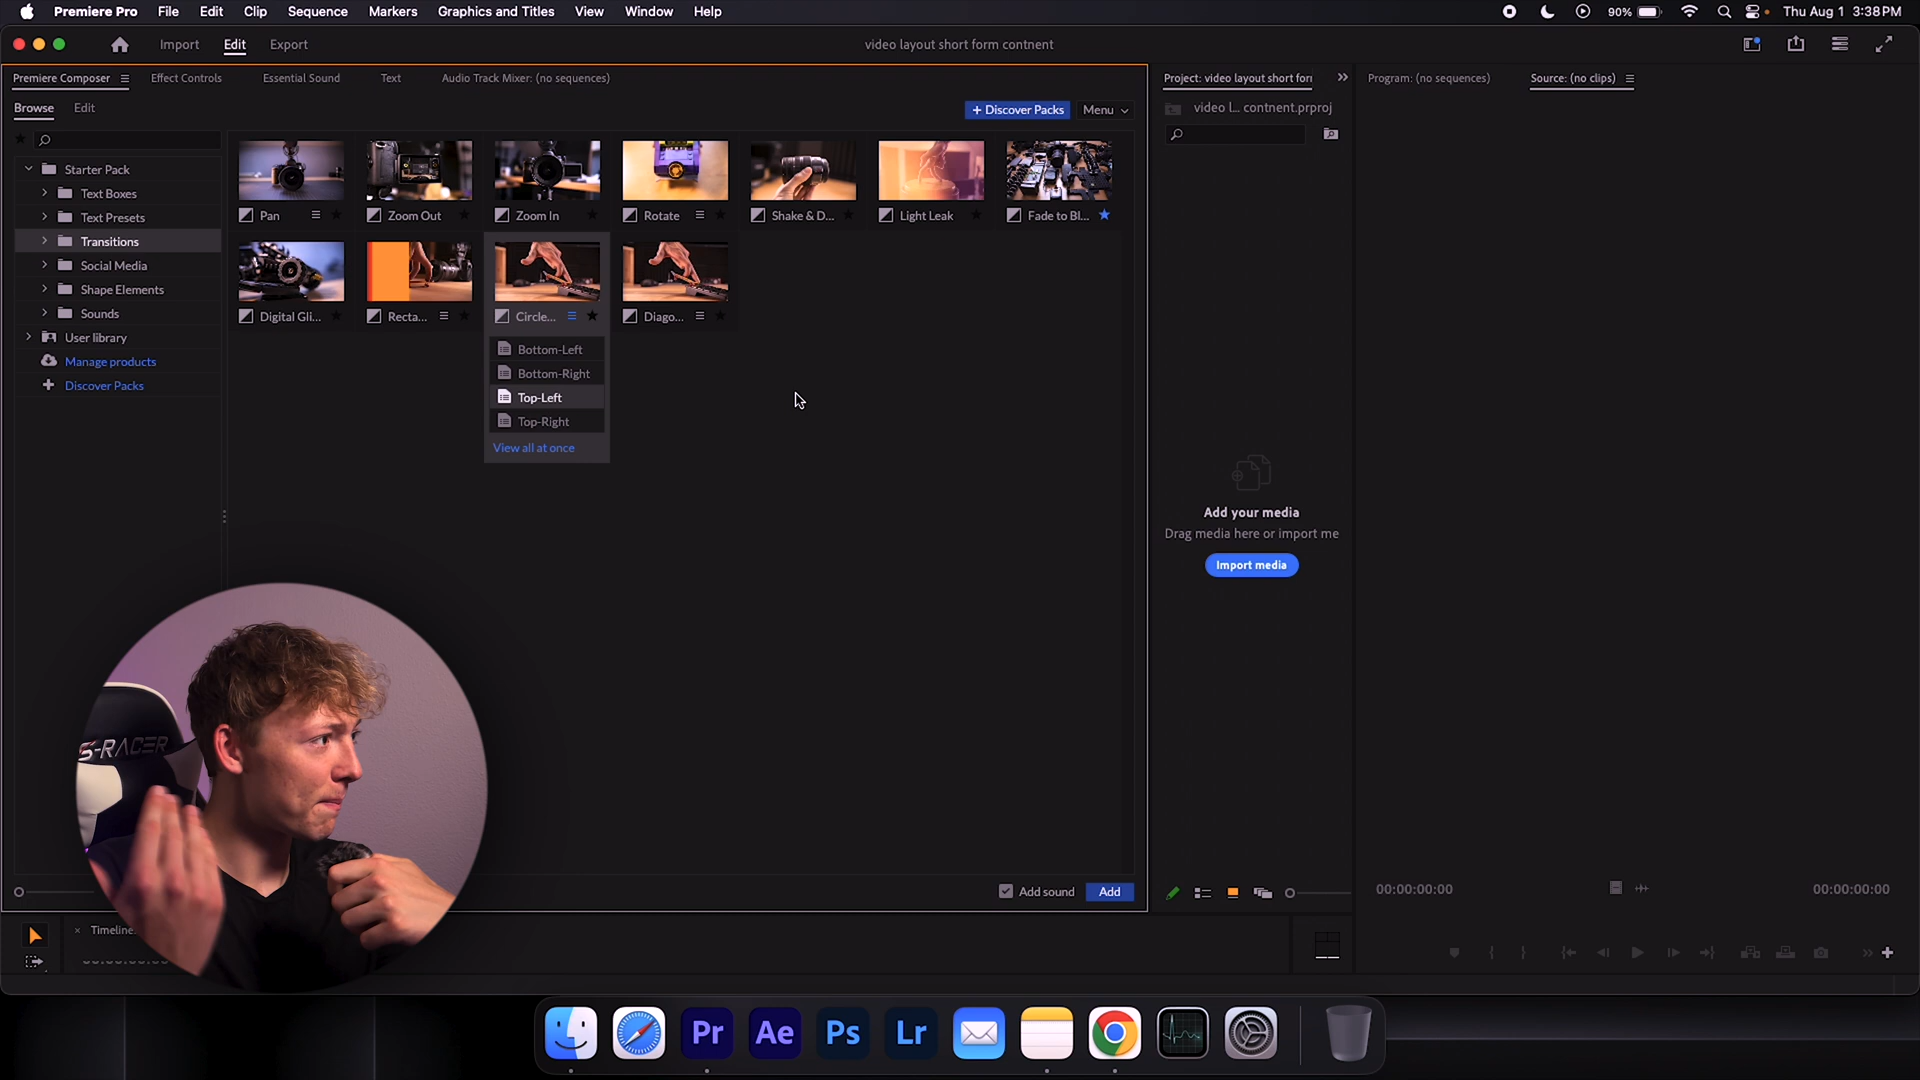 Premiere Pro File Edit Clip Sequence Markers Graphics and Titles View Window Help 90% Thu Aug 1 3:38 PM
Import Edit Export video layout short form contnent
Premiere Composer Effect Controls Essential Sound Text Audio Track Mixer: (no sequences)
Project: video layout short forr
Program: (no sequences)
Source: (no clips)
Browse Edit
+ Discover Packs Menu
video l... contnent.prproj
Starter Pack
Text Boxes
Text Presets
Transitions
Social Media
Shape Elements
Sounds
User library
Manage products
Discover Packs
Pan Zoom Out Zoom In Rotate Shake & D... Light Leak Fade to Bl...
Digital Gli... Recta... Circle... Diago...
Bottom-Left
Bottom-Right
Top-Left
Top-Right
View all at once
Add your media
Drag media here or import me
Import media
S-RACER
Add sound Add
00:00:00:00
00:00:00:00
Timeline:
Pr Ae Ps Lr